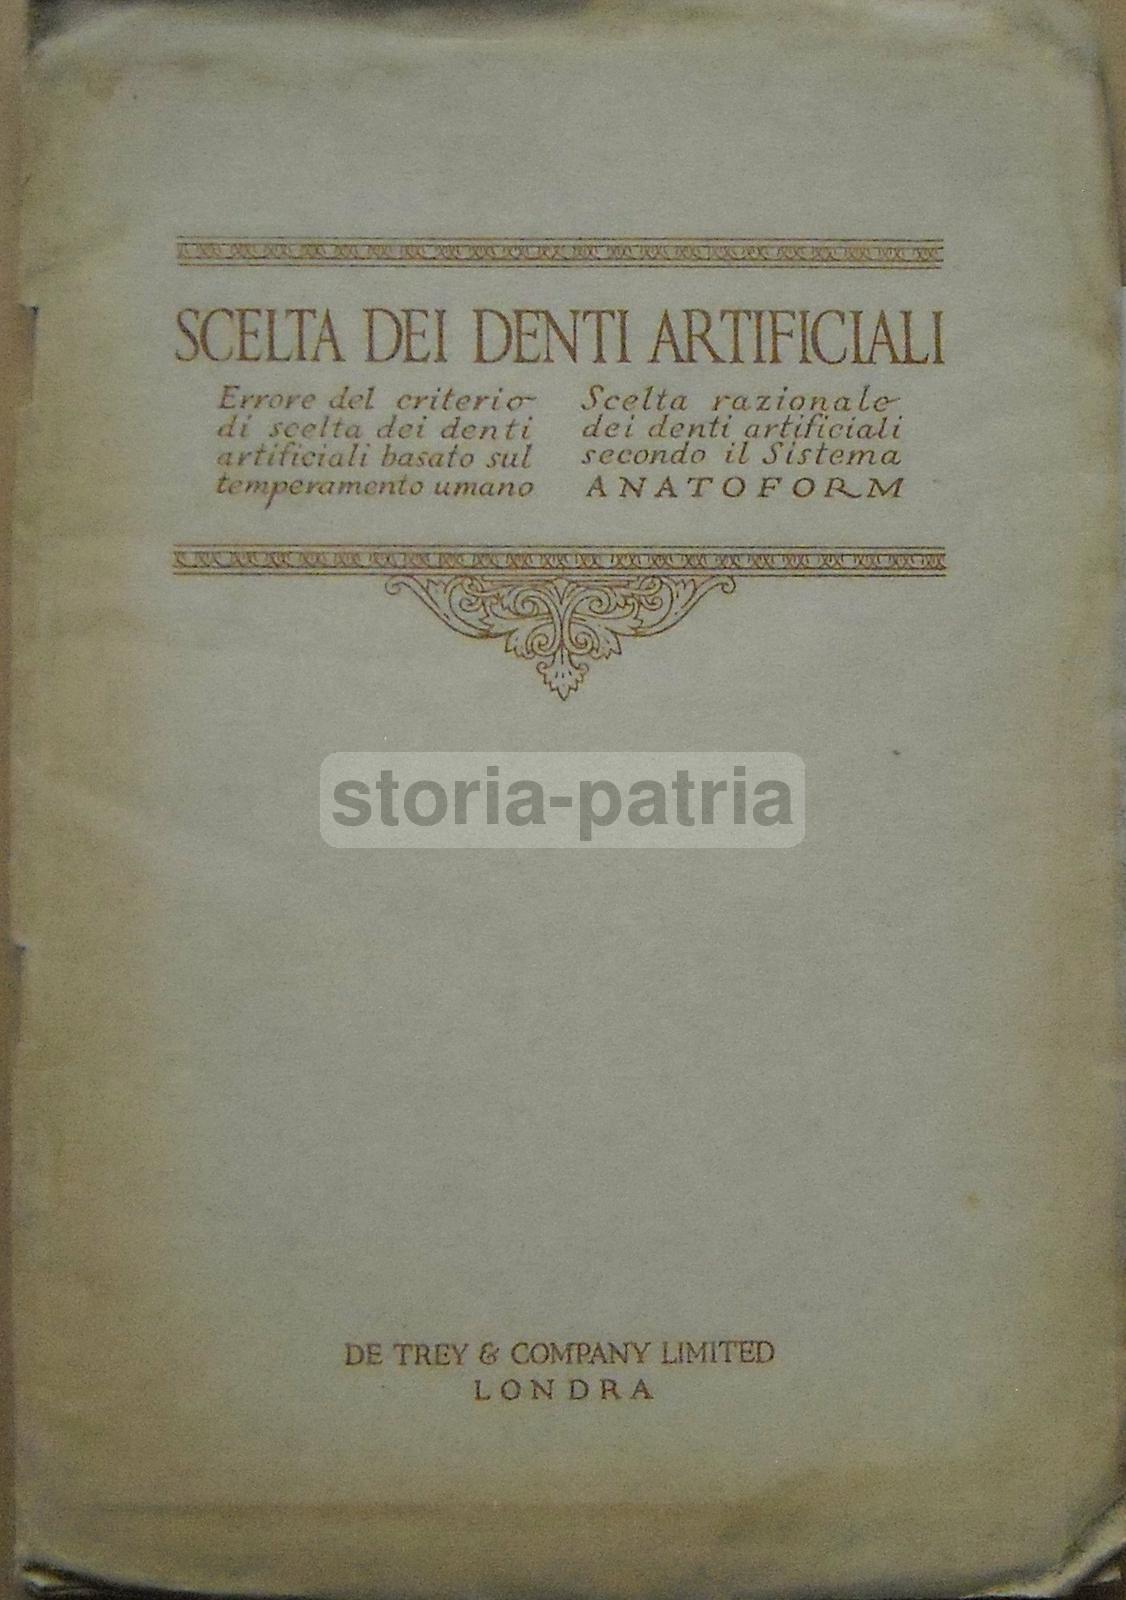 SCELTA DEI DENTI ARTIFICIALI
Errore del criterio
di scelta dei denti
artificiali basato sul
temperamento umano
Scelta razionale
dei denti artificiali
secondo il Sistema
ANATOFORM
storia-patria
DE TREY & COMPANY LIMITED
LONDRA